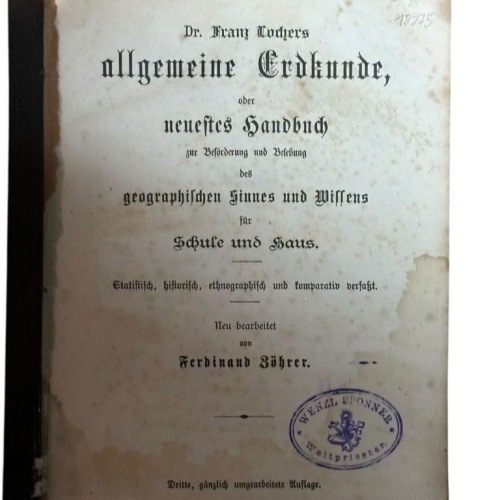 Dr. Franz Lochers
allgemeine Erdkunde,
oder
neuestes Handbuch
zur Beförderung und Belebung
des
geographischen Sinnes und Wissens
für
Schule und Haus.
Statistisch, historisch, ethnographisch und komparativ verfaßt.
Neu bearbeitet
von
Ferdinand Zöhrer.
WENZL SPONNER
Weltpriester.
Dritte, gänzlich umgearbeitete Auflage.